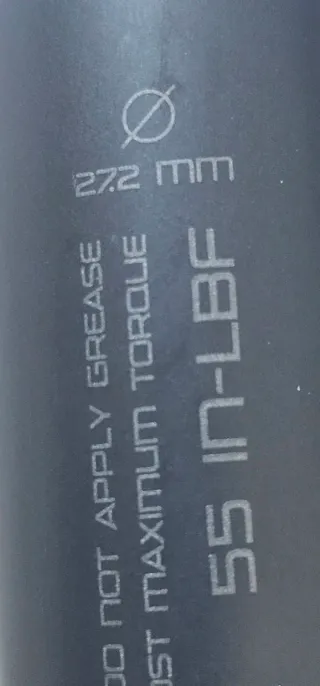 Ø
27.2 mm
DO NOT APPLY GREASE
MAXIMUM TORQUE
55 IN-LBF